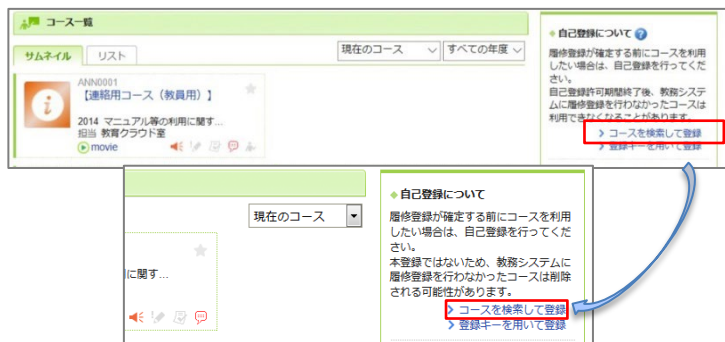 コース一覧
サムネイル
リスト
現在のコース
すべての年度
ANN0001
【連絡用コース（教員用）】
2014 マニュアル等の利用に関す...
担当 教育クラウド室
movie
自己登録について
履修登録が確定する前にコースを利用
したい場合は、自己登録を行ってくだ
さい。
自己登録許可期間終了後、教務システ
ムに履修登録を行わなかったコースは
利用できなくなることがあります。
コースを検索して登録
登録キーを用いて登録
現在のコース
に関す...
自己登録について
履修登録が確定する前にコースを利用
したい場合は、自己登録を行ってくだ
さい。
本登録ではないため、教務システムに
履修登録を行わなかったコースは削除
される可能性があります。
コースを検索して登録
登録キーを用いて登録